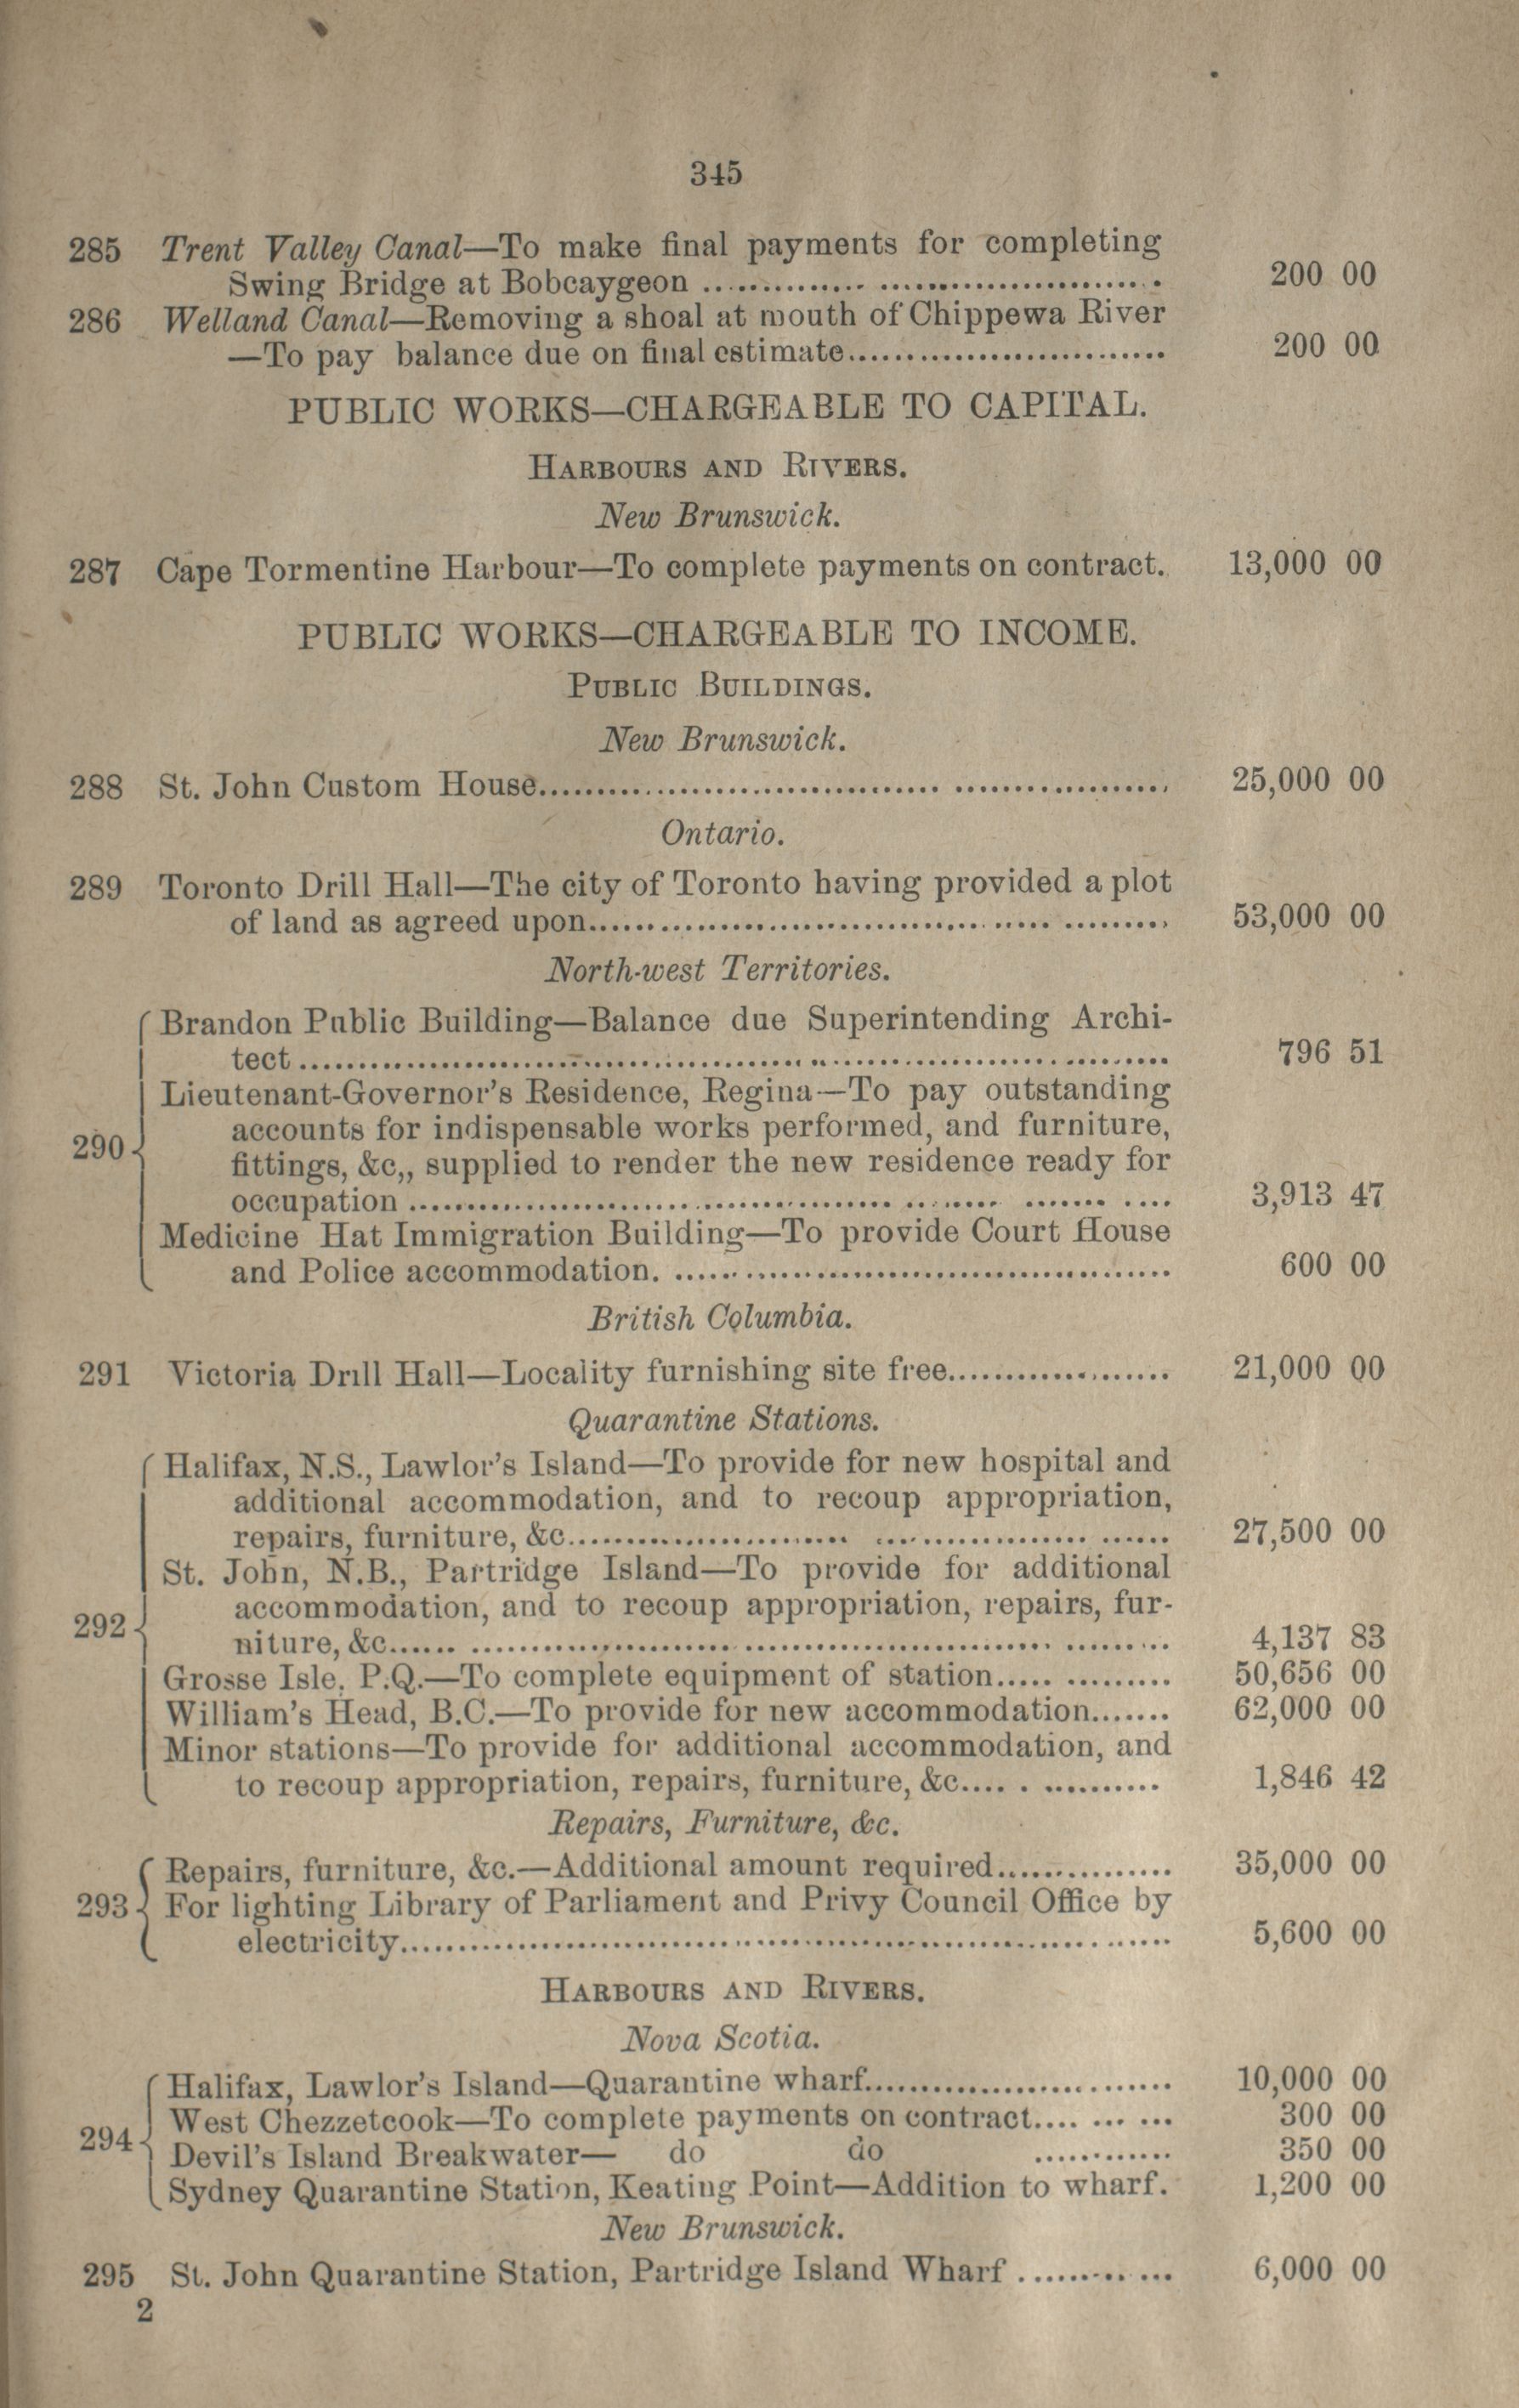 345
285 Trent Valley Canal—To make final payments for completing
Swing Bridge at Bobcaygeon .................................... 200 00
286 Welland Canal—Removing a shoal at mouth of Chippewa River
—To pay balance due on final estimate........................... 200 00
PUBLIC WORKS—CHARGEABLE TO CAPITAL.
HARBOURS AND RIVERS.
New Brunswick.
287 Cape Tormentine Harbour—To complete payments on contract. 13,000 00
PUBLIC WORKS—CHARGEABLE TO INCOME.
PUBLIC BUILDINGS.
New Brunswick.
288 St. John Custom House.................................................... 25,000 00
Ontario.
289 Toronto Drill Hall—The city of Toronto having provided a plot
of land as agreed upon................................................ 53,000 00
North-west Territories.
Brandon Public Building—Balance due Superintending Archi-
tect........................................................................ 796 51
Lieutenant-Governor's Residence, Regina—To pay outstanding
290 accounts for indispensable works performed, and furniture,
fittings, &c,, supplied to render the new residence ready for
occupation ................................................................ 3,913 47
Medicine Hat Immigration Building—To provide Court House
and Police accommodation. .......................................... 600 00
British Columbia.
291 Victoria Drill Hall—Locality furnishing site free................... 21,000 00
Quarantine Stations.
Halifax, N.S., Lawlor's Island—To provide for new hospital and
additional accommodation, and to recoup appropriation,
repairs, furniture, &c.................................................. 27,500 00
St. John, N.B., Partridge Island—To provide for additional
292 accommodation, and to recoup appropriation, repairs, fur-
niture, &c................................................................. 4,137 83
Grosse Isle, P.Q.—To complete equipment of station.............. 50,656 00
William's Head, B.C.—To provide for new accommodation....... 62,000 00
Minor stations—To provide for additional accommodation, and
to recoup appropriation, repairs, furniture, &c.... . .......... 1,846 42
Repairs, Furniture, &c.
Repairs, furniture, &c.—Additional amount required............... 35,000 00
293 For lighting Library of Parliament and Privy Council Office by
electricity................................................................. 5,600 00
HARBOURS AND RIVERS.
Nova Scotia.
Halifax, Lawlor's Island—Quarantine wharf.......................... 10,000 00
294 West Chezzetcook—To complete payments on contract.... ... ... 300 00
Devil's Island Breakwater— do do ............ 350 00
Sydney Quarantine Station, Keating Point—Addition to wharf. 1,200 00
New Brunswick.
295 St. John Quarantine Station, Partridge Island Wharf ............. 6,000 00
2